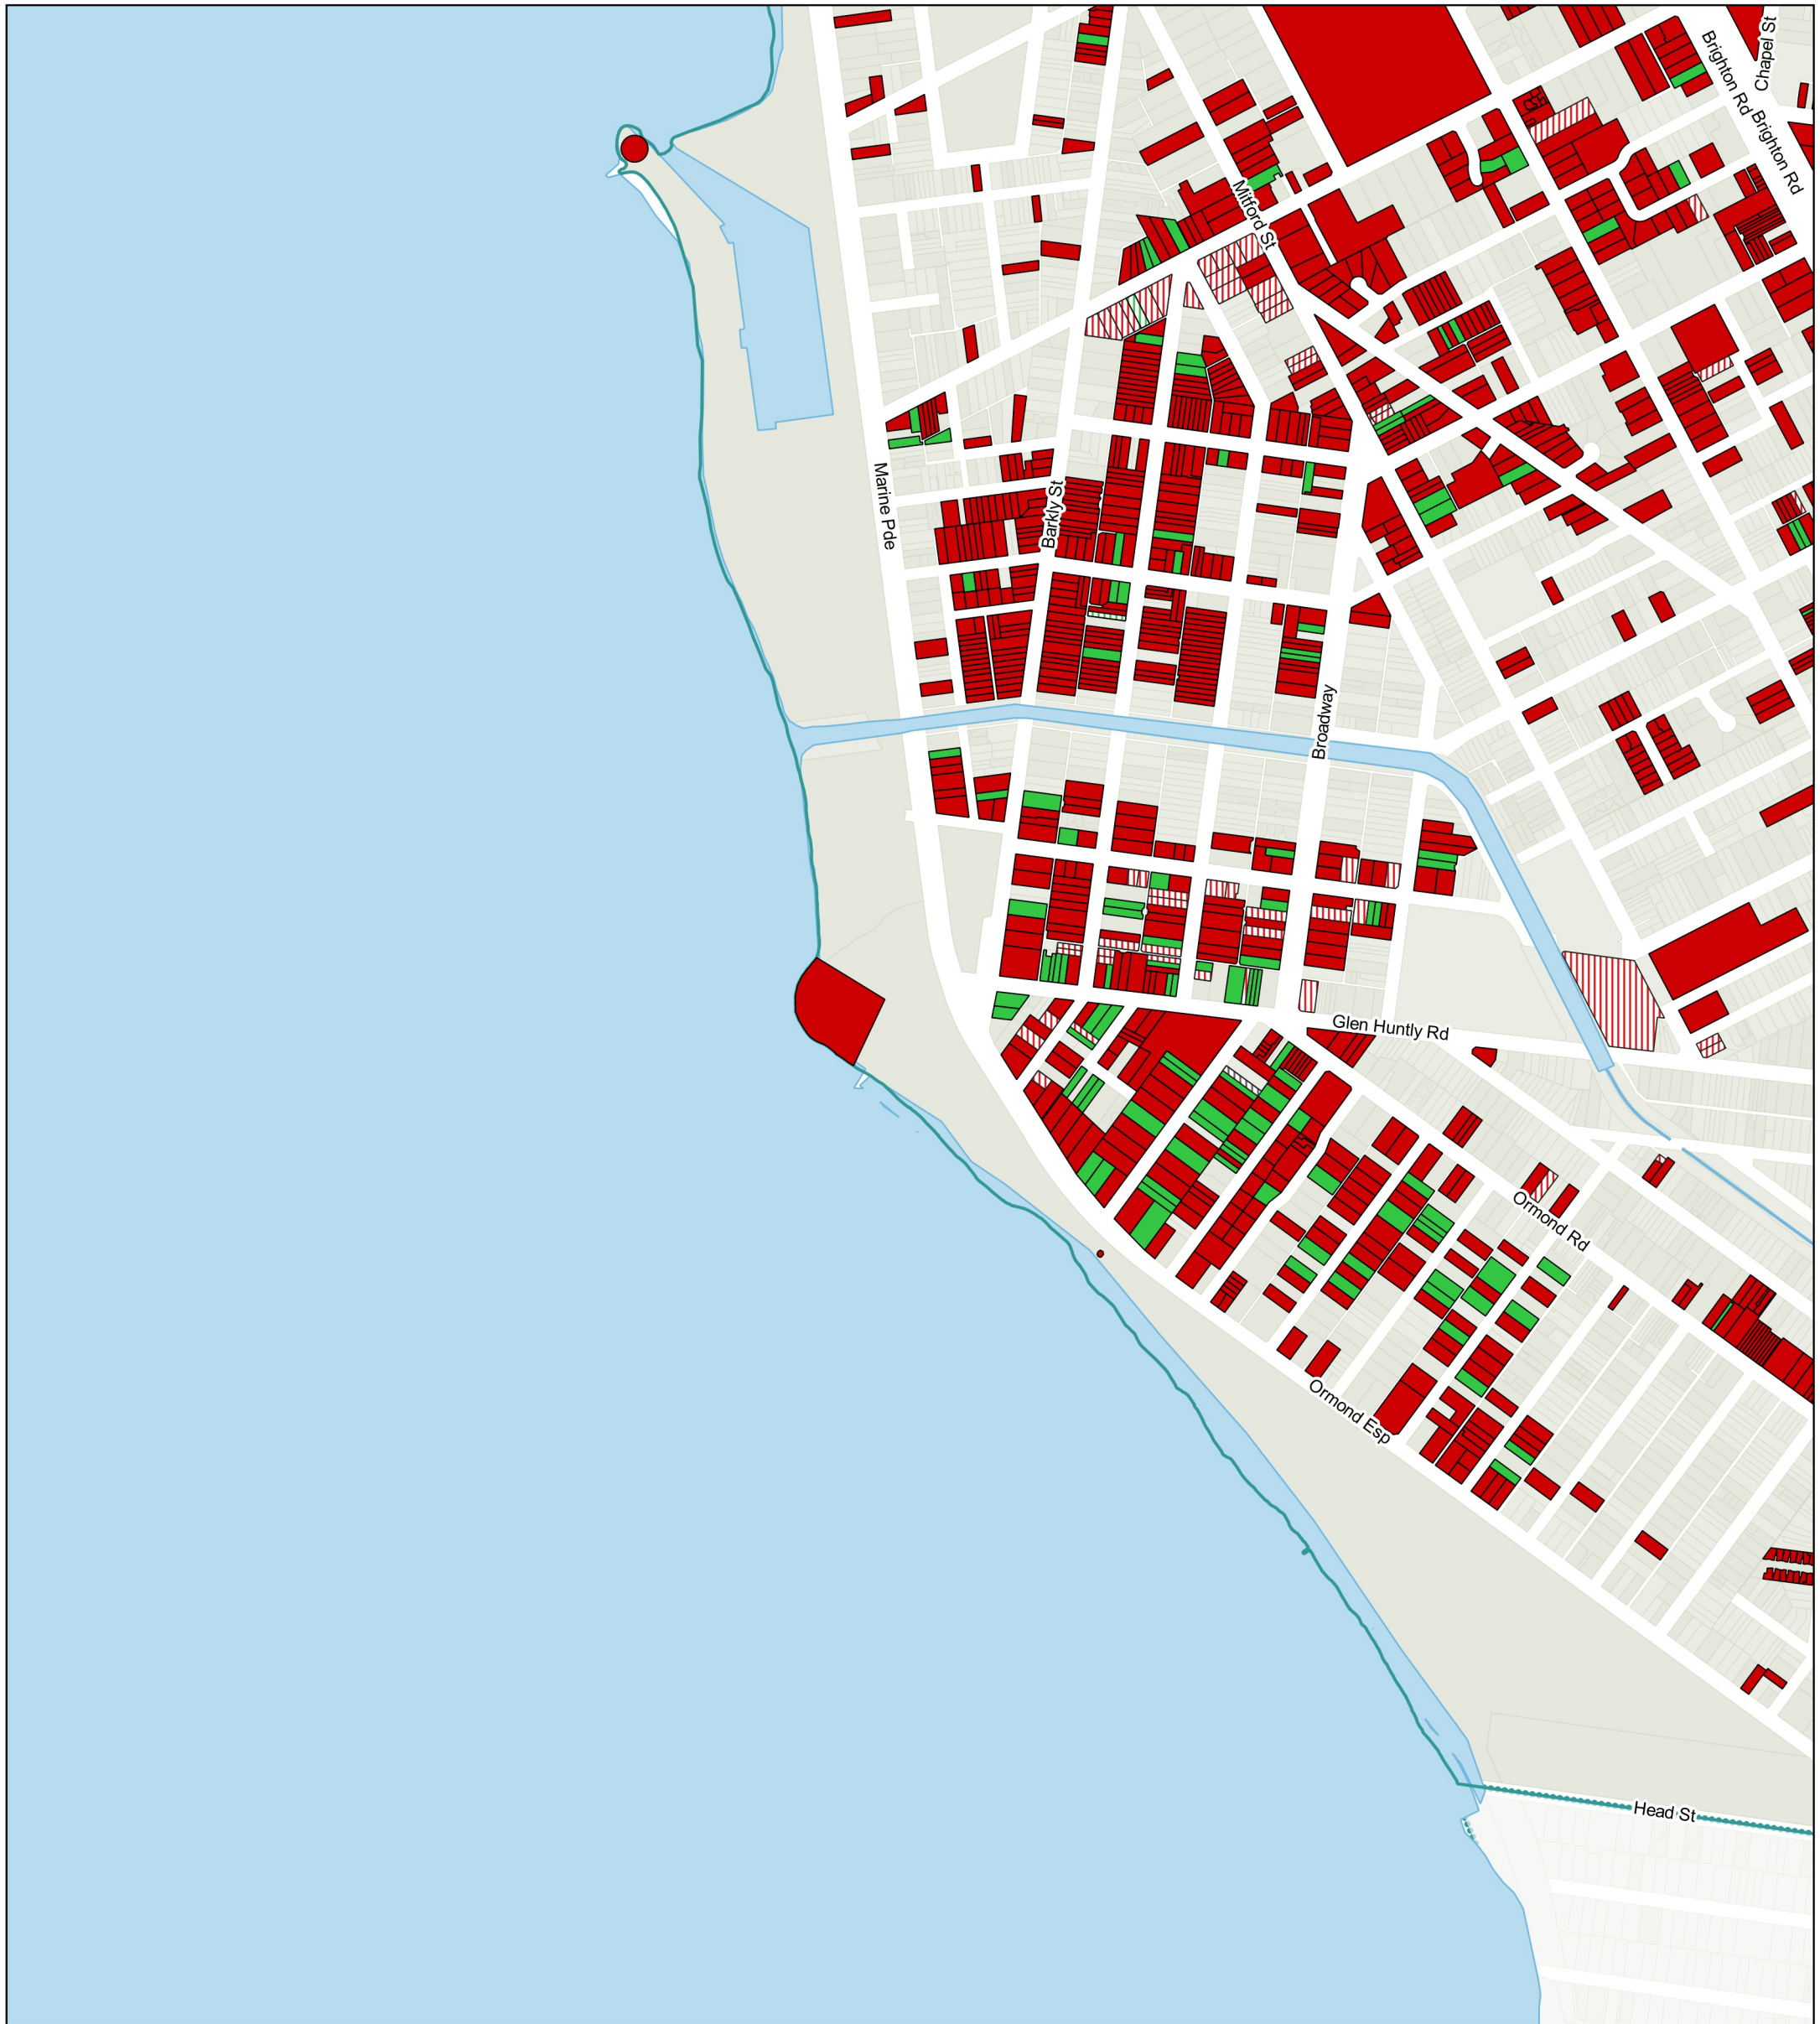 Chapel St
Brighton Rd
Brighton Rd
Mitford St
Marine Pde
Barkly St
Broadway
Glen Huntly Rd
Ormond Rd
Ormond Esp
Head St